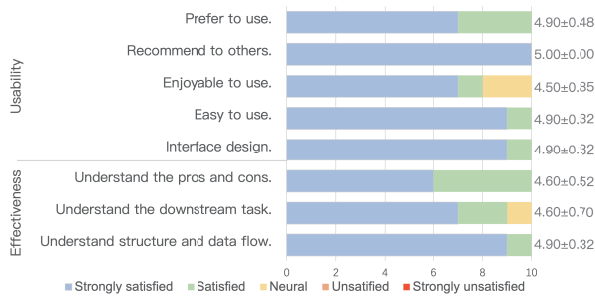 Usability
Prefer to use. 4.90±0.48
Recommend to others. 5.00±0.00
Enjoyable to use. 4.50±0.85
Easy to use. 4.90±0.32
Interface design. 4.90±0.32
Effectiveness
Understand the pros and cons. 4.60±0.52
Understand the downstream task. 4.60±0.70
Understand structure and data flow. 4.90±0.32
0 2 4 6 8 10
Strongly satisfied Satisfied Neural Unsatified Strongly unsatisfied